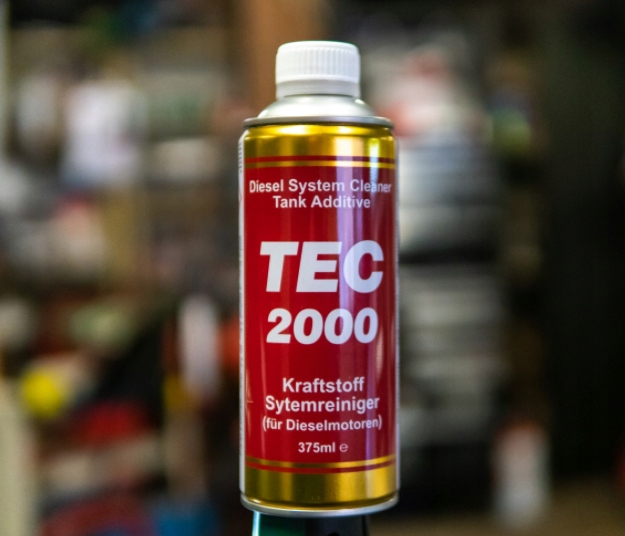 Diesel System Cleaner
Tank Additive
TEC
2000
Kraftstoff
Sytemreiniger
(für Dieselmotoren)
375ml ℮